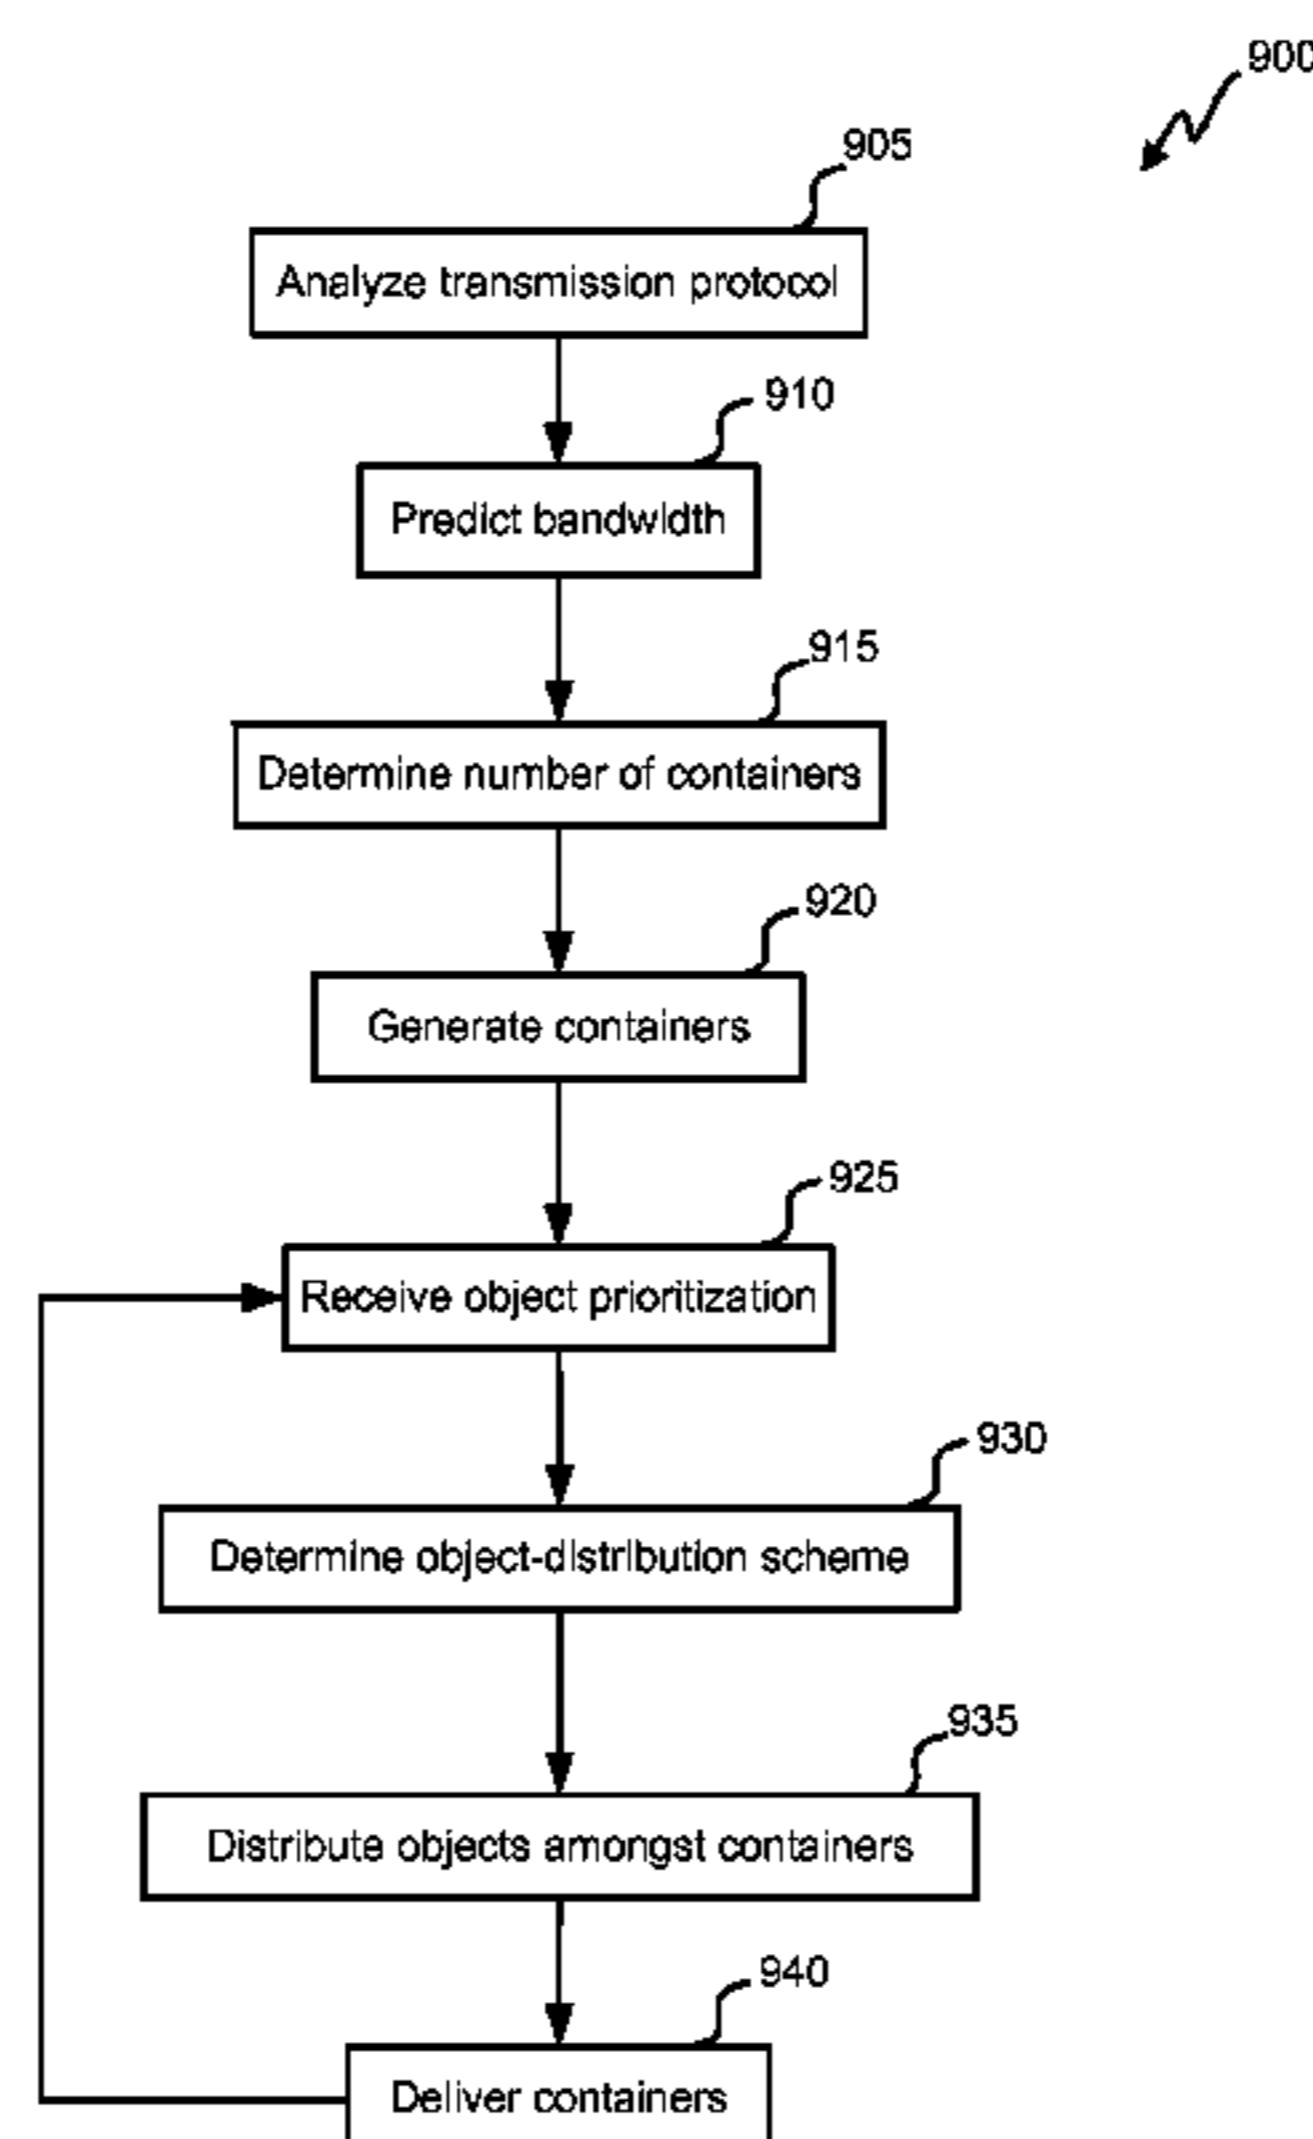 900
905
Analyze transmission protocol
910
Predict bandwidth
915
Determine number of containers
920
Generate containers
925
Receive object prioritization
930
Determine object-distribution scheme
935
Distribute objects amongst containers
940
Deliver containers